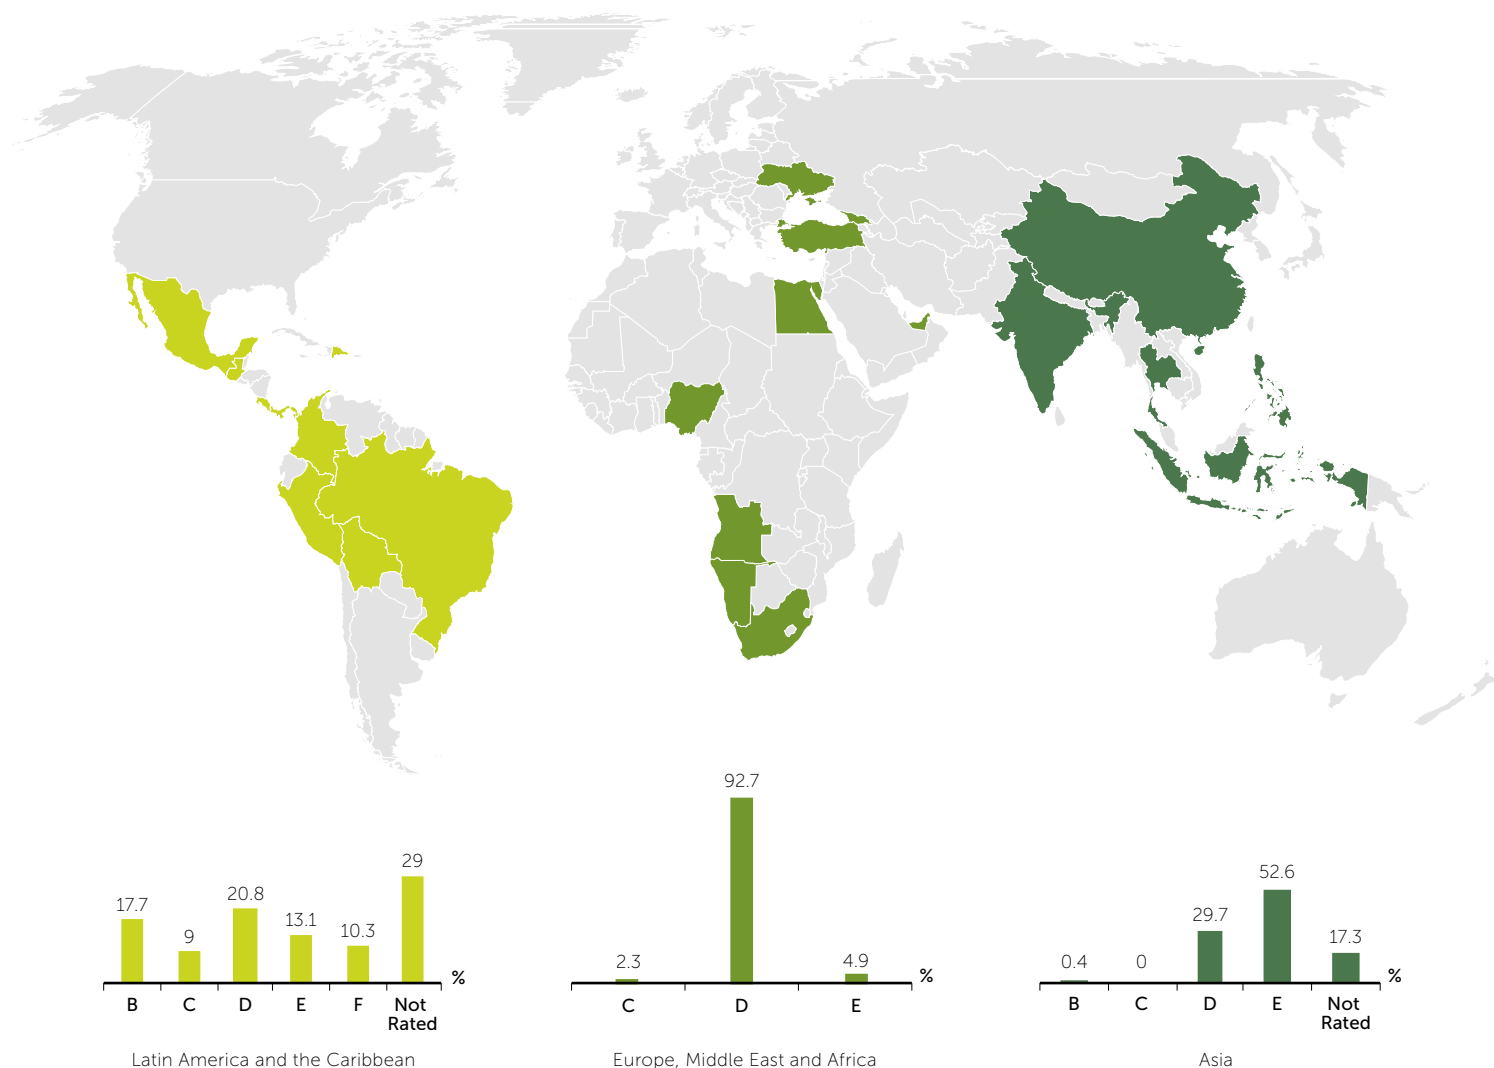 17.7
9
20.8
13.1
10.3
29
%
B
C
D
E
F
Not
Rated
Latin America and the Caribbean
2.3
92.7
4.9
%
C
D
E
Europe, Middle East and Africa
0.4
0
29.7
52.6
17.3
%
B
C
D
E
Not
Rated
Asia